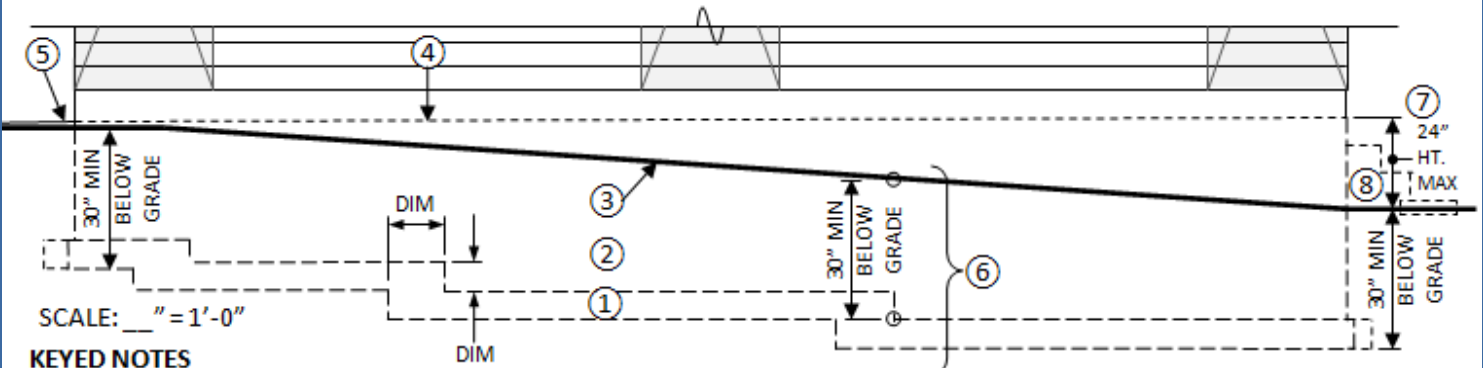 ⑤
④
⑦
24"
HT.
MAX
⑧
30" MIN
BELOW
GRADE
③
DIM
②
①
30" MIN
BELOW
GRADE
⑥
30" MIN
BELOW
GRADE
SCALE: __" = 1'-0"
DIM
KEYED NOTES